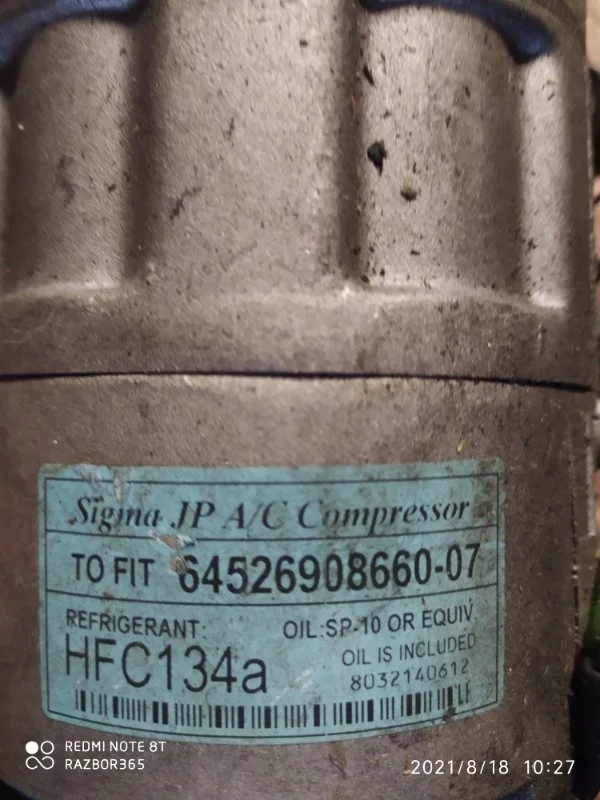 Sigma JP A/C Compressor
TO FIT 64526908660-07
REFRIGERANT: OIL:SP-10 OR EQUIV.
HFC134a OIL IS INCLUDED
8032140612
REDMI NOTE 8T
RAZBOR365
2021/8/18 10:27